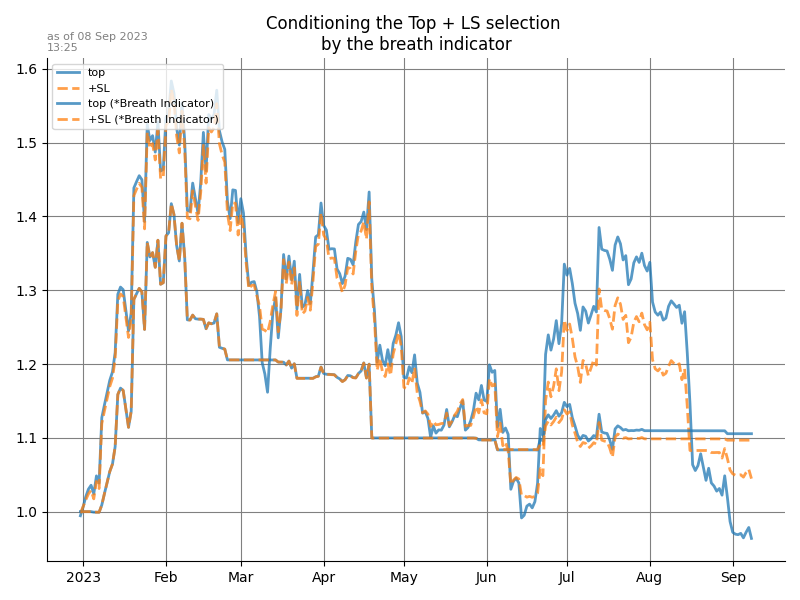 Conditioning the Top + LS selection
by the breath indicator
as of 08 Sep 2023
13:25
top
+SL
top (*Breath Indicator)
+SL (*Breath Indicator)
1.6
1.5
1.4
1.3
1.2
1.1
1.0
2023 Feb Mar Apr May Jun Jul Aug Sep